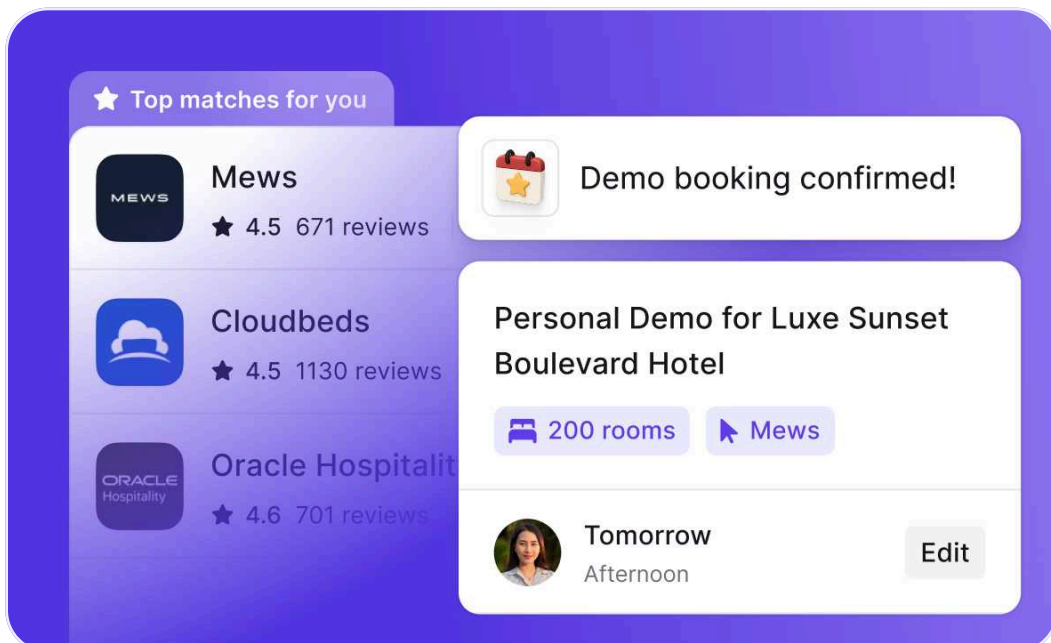 Top matches for you
MEWS
Mews
4.5 671 reviews
Cloudbeds
4.5 1130 reviews
ORACLE
Hospitality
Oracle Hospitalit
4.6 701 reviews
Demo booking confirmed!
Personal Demo for Luxe Sunset
Boulevard Hotel
200 rooms
Mews
Tomorrow
Afternoon
Edit